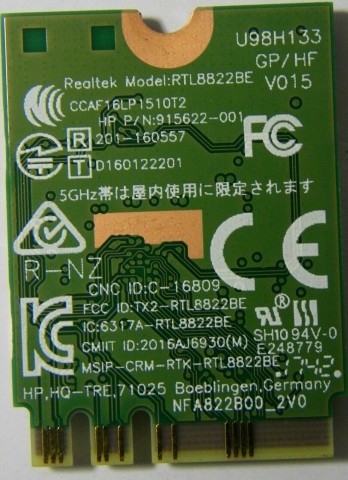 U98H133
GP/HF
Realtek Model:RTL8822BE
V015
CCAF16LP1510T2
HP P/N:915622-001
R 201-160557
FC
T D160122201
5GHz帯は屋内使用に限定されます
CE
R-NZ
CNC ID:C-16809
FCC ID:TX2-RTL8822BE
IC:6317A-RTL8822BE
SH1094V-0
CMIIT ID:2016AJ6930(M)
E248779
MSIP-CRM-RTK-RTL8822BE
1742.
HP,HQ-TRE,71025 Boeblingen,Germany
NFA822B00_2V0